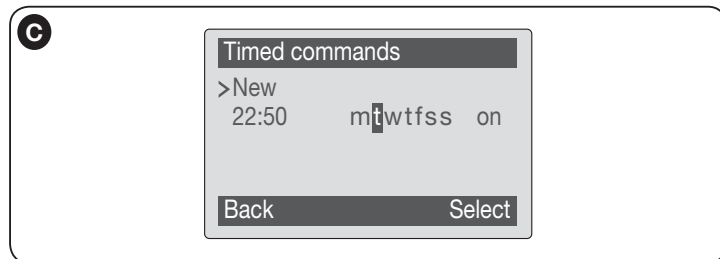 C
Timed commands
>New
22:50 mtwtfss on
Back Select